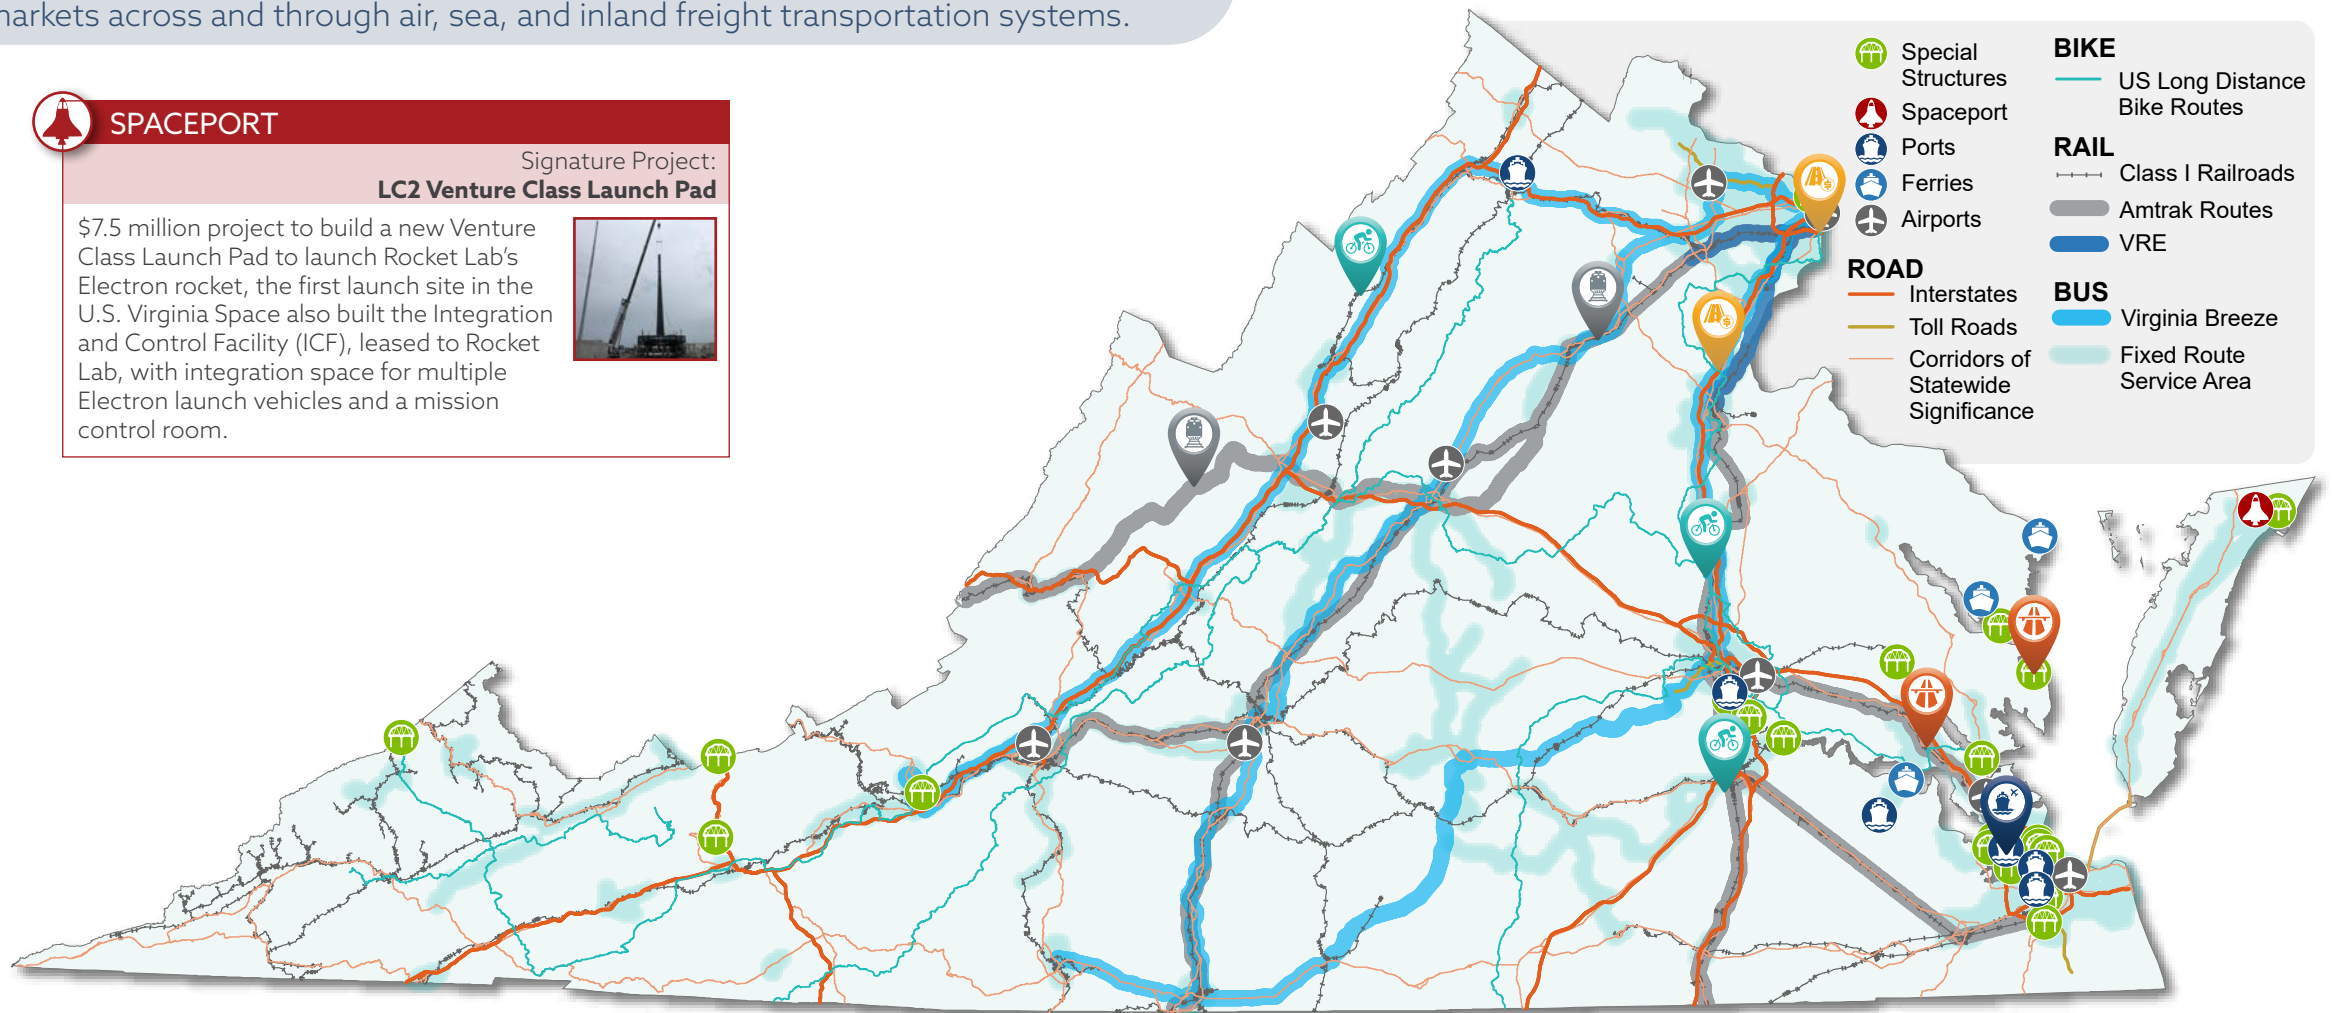 markets across and through air, sea, and inland freight transportation systems.
SPACEPORT
Signature Project:
LC2 Venture Class Launch Pad
$7.5 million project to build a new Venture
Class Launch Pad to launch Rocket Lab's
Electron rocket, the first launch site in the
U.S. Virginia Space also built the Integration
and Control Facility (ICF), leased to Rocket
Lab, with integration space for multiple
Electron launch vehicles and a mission
control room.
Special
Structures
Spaceport
Ports
Ferries
Airports
ROAD
Interstates
Toll Roads
Corridors of
Statewide
Significance
BIKE
US Long Distance
Bike Routes
RAIL
Class I Railroads
Amtrak Routes
VRE
BUS
Virginia Breeze
Fixed Route
Service Area